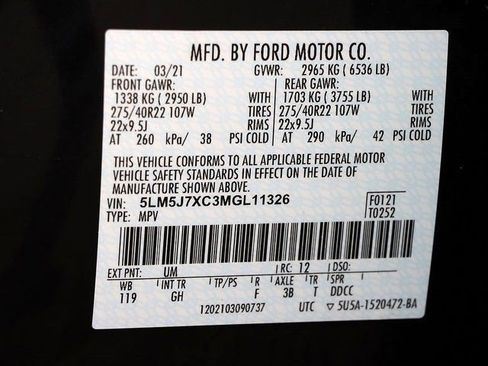 MFD. BY FORD MOTOR CO.
DATE: 03/21 GVWR: 2965 KG ( 6536 LB)
FRONT GAWR: REAR GAWR:
1338 KG ( 2950 LB) WITH 1703 KG ( 3755 LB) WITH
275/40R22 107W TIRES 275/40R22 107W TIRES
22x9.5J RIMS 22x9.5J RIMS
AT 260 kPa/ 38 PSI COLD AT 290 kPa/ 42 PSI COLD
THIS VEHICLE CONFORMS TO ALL APPLICABLE FEDERAL MOTOR
VEHICLE SAFETY STANDARDS IN EFFECT ON THE DATE OF
MANUFACTURE SHOWN ABOVE.
VIN: 5LM5J7XC3MGL11326 F0121
TYPE: MPV T0252
EXT PNT: UM RC: 12 DSO:
WB INT TR TP/PS R AXLE TR SPR
119 GH F 3B T DDCC
1202103090737 UTC ▽ 5U5A-1520472-BA